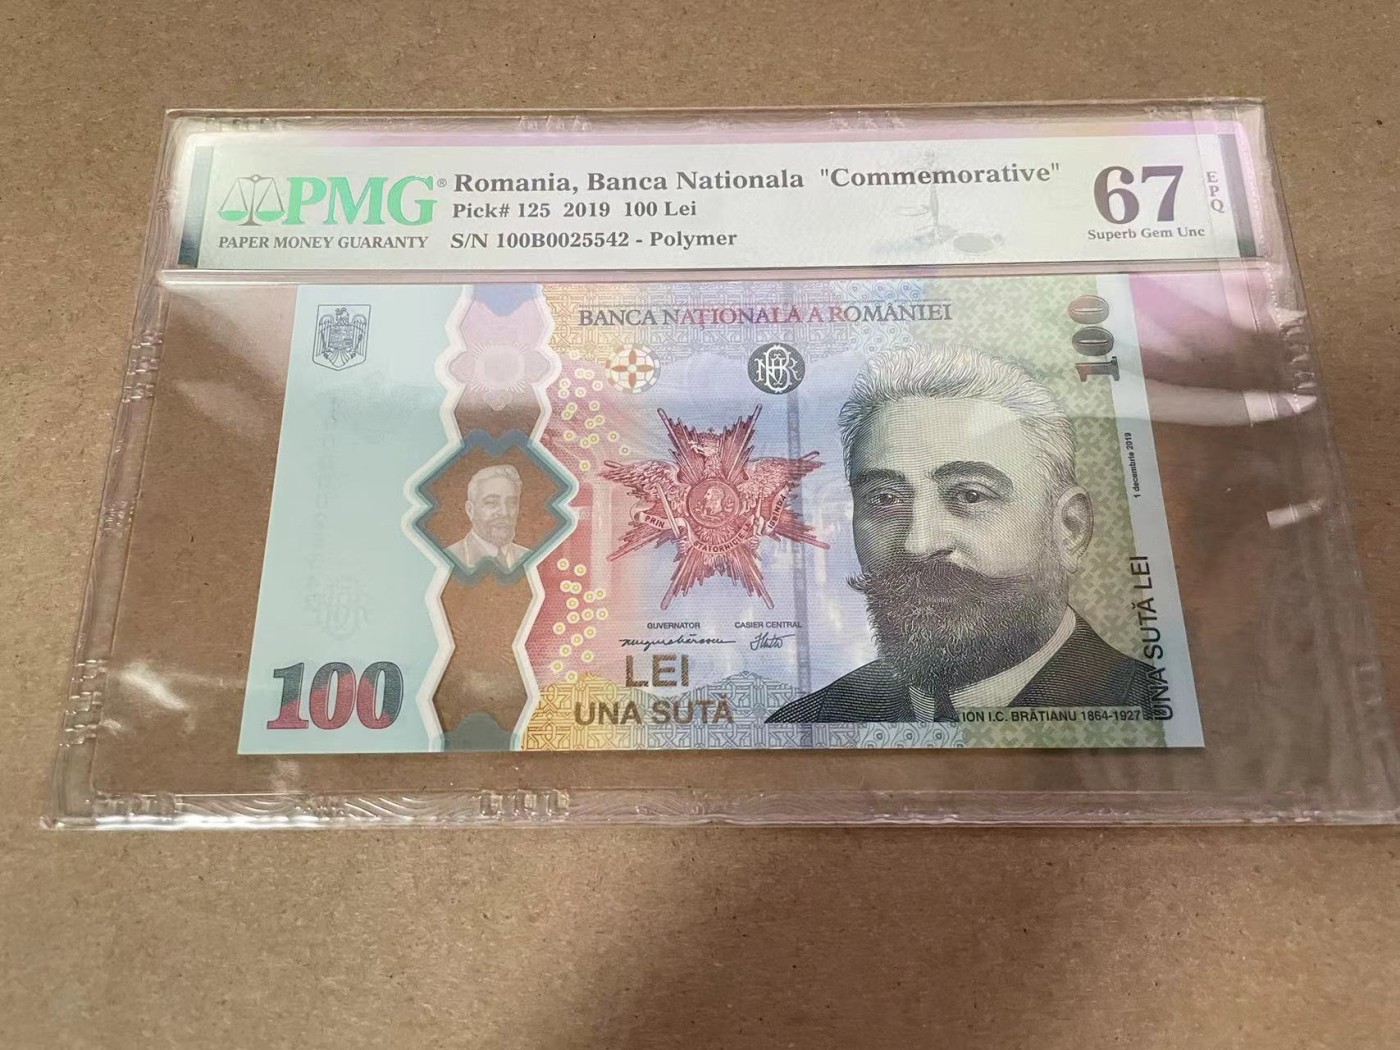 PMG®
PAPER MONEY GUARANTY
Romania, Banca Nationala "Commemorative"
Pick# 125 2019 100 Lei
S/N 100B0025542 - Polymer
67
EPQ
Superb Gem Unc
BANCA NAȚIONALĂ A ROMÂNIEI
100
1 decembrie 2019
PRIN STATORNICIE
GUVERNATOR
CASIER CENTRAL
LEI
UNA SUTĂ
100
ION I.C. BRĂTIANU 1864-1927
UNA SUTĂ LEI